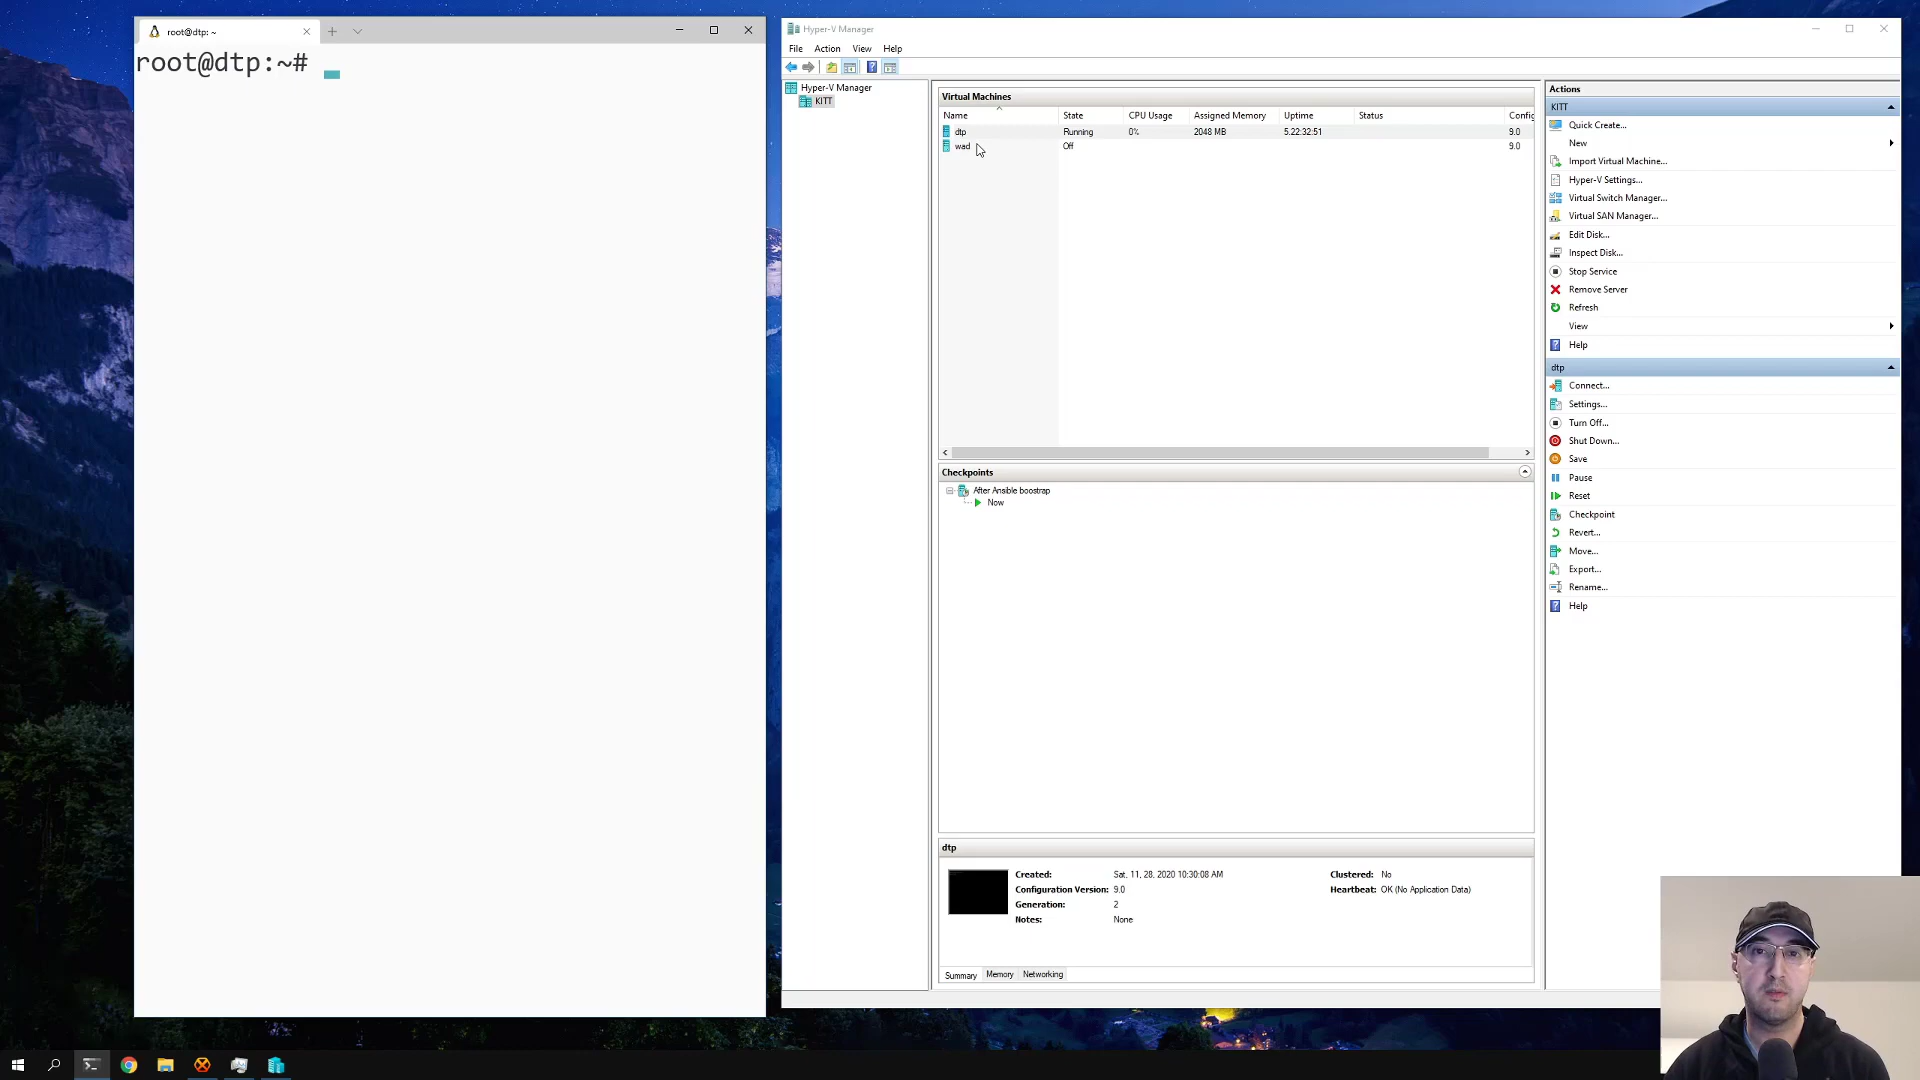 root@dtp: ~
root@dtp:~#
Hyper-V Manager
File Action View Help
Hyper-V Manager
KITT
Virtual Machines
Name State CPU Usage Assigned Memory Uptime Status Config
dtp Running 0% 2048 MB 5.22:32:51 9.0
wad Off 9.0
Checkpoints
After Ansible boostrap
Now
dtp
Created: Sat, 11, 28, 2020 10:30:08 AM Clustered: No
Configuration Version: 9.0 Heartbeat: OK (No Application Data)
Generation: 2
Notes: None
Summary Memory Networking
Actions
KITT
Quick Create...
New
Import Virtual Machine...
Hyper-V Settings...
Virtual Switch Manager...
Virtual SAN Manager...
Edit Disk...
Inspect Disk...
Stop Service
Remove Server
Refresh
View
Help
dtp
Connect...
Settings...
Turn Off...
Shut Down...
Save
Pause
Reset
Checkpoint
Revert...
Move...
Export...
Rename...
Help